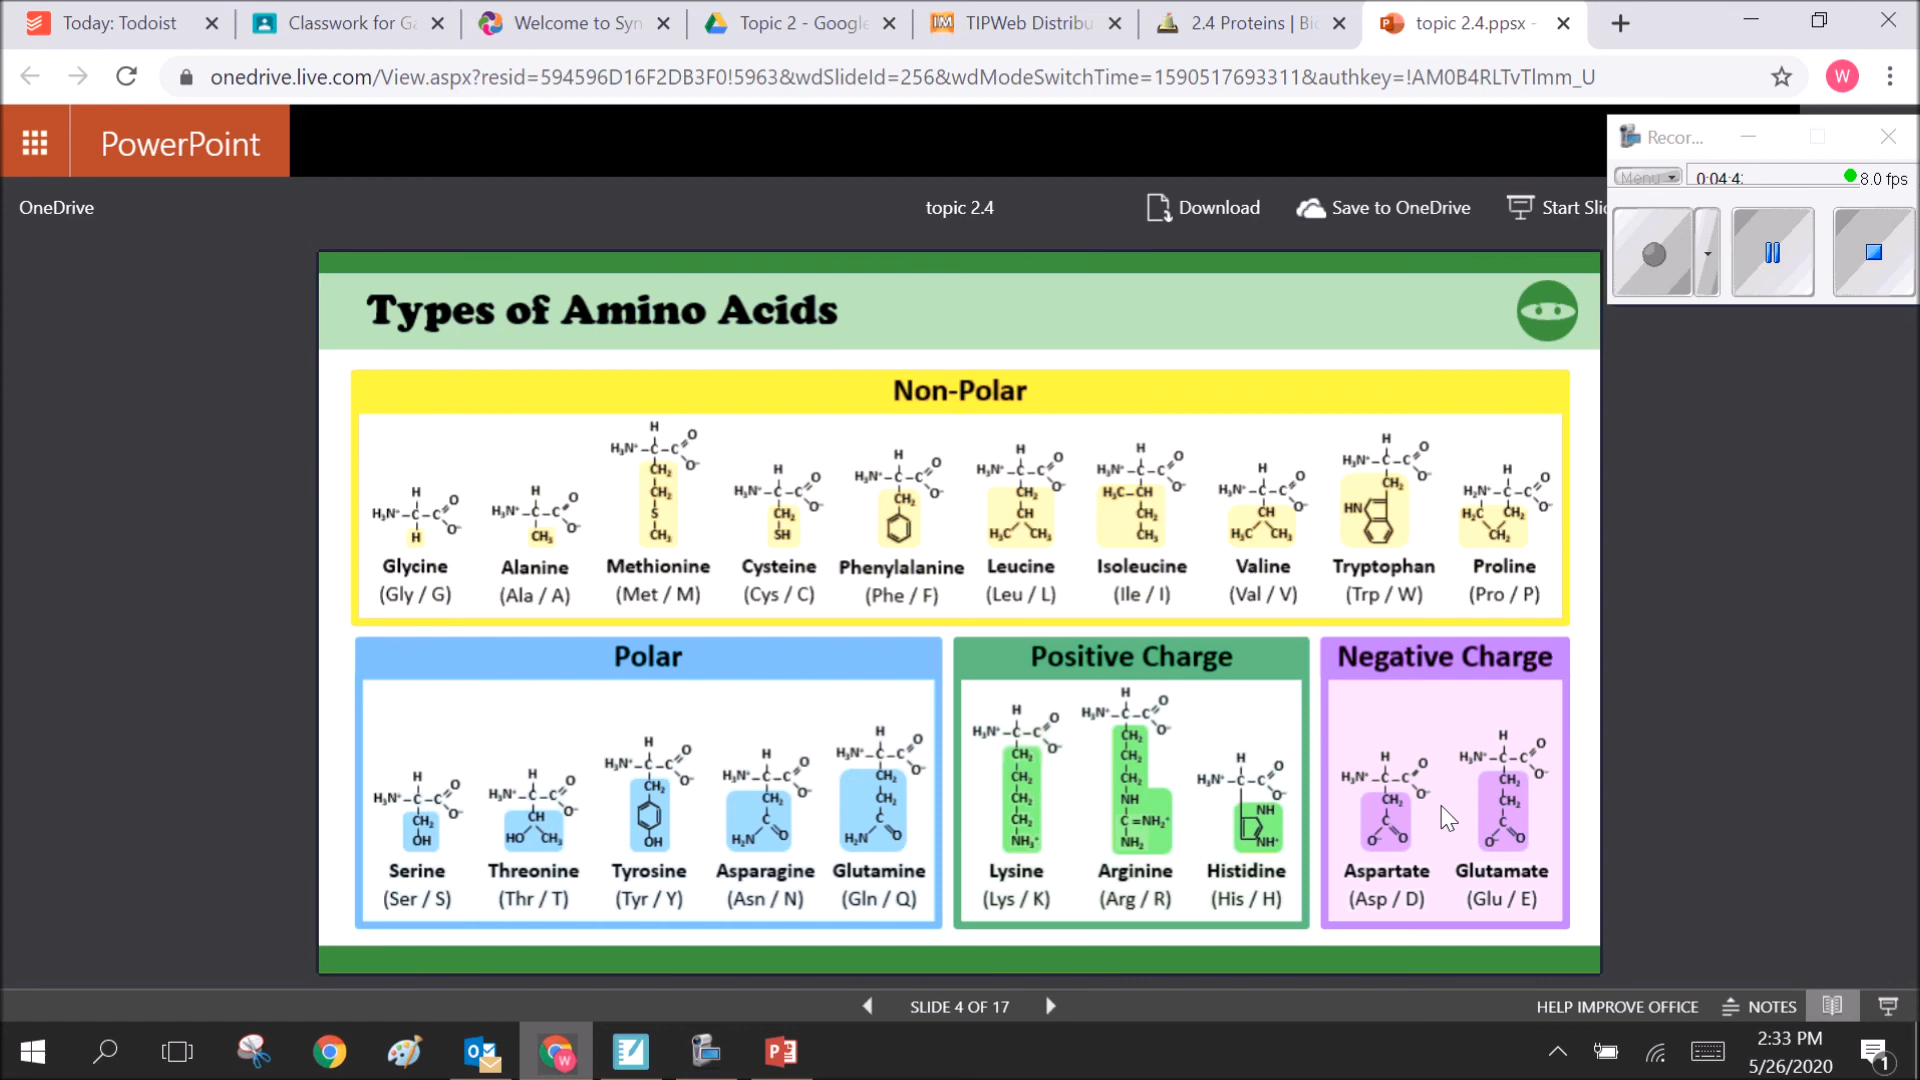 Today: Todoist
Classwork for Ga
Welcome to Syn
Topic 2 - Google
TIPWeb Distribu
2.4 Proteins | Bio
topic 2.4.ppsx -
onedrive.live.com/View.aspx?resid=594596D16F2DB3F0!5963&wdSlideId=256&wdModeSwitchTime=1590517693311&authkey=!AM0B4RLTvTlmm_U
W
PowerPoint
Recor...
Menu
0:04:4
8.0 fps
OneDrive
topic 2.4
Download
Save to OneDrive
Start Slid
Types of Amino Acids
Non-Polar
Glycine
(Gly / G)
Alanine
(Ala / A)
Methionine
(Met / M)
Cysteine
(Cys / C)
Phenylalanine
(Phe / F)
Leucine
(Leu / L)
Isoleucine
(Ile / I)
Valine
(Val / V)
Tryptophan
(Trp / W)
Proline
(Pro / P)
Polar
Serine
(Ser / S)
Threonine
(Thr / T)
Tyrosine
(Tyr / Y)
Asparagine
(Asn / N)
Glutamine
(Gln / Q)
Positive Charge
Lysine
(Lys / K)
Arginine
(Arg / R)
Histidine
(His / H)
Negative Charge
Aspartate
(Asp / D)
Glutamate
(Glu / E)
SLIDE 4 OF 17
HELP IMPROVE OFFICE
NOTES
2:33 PM
5/26/2020
1